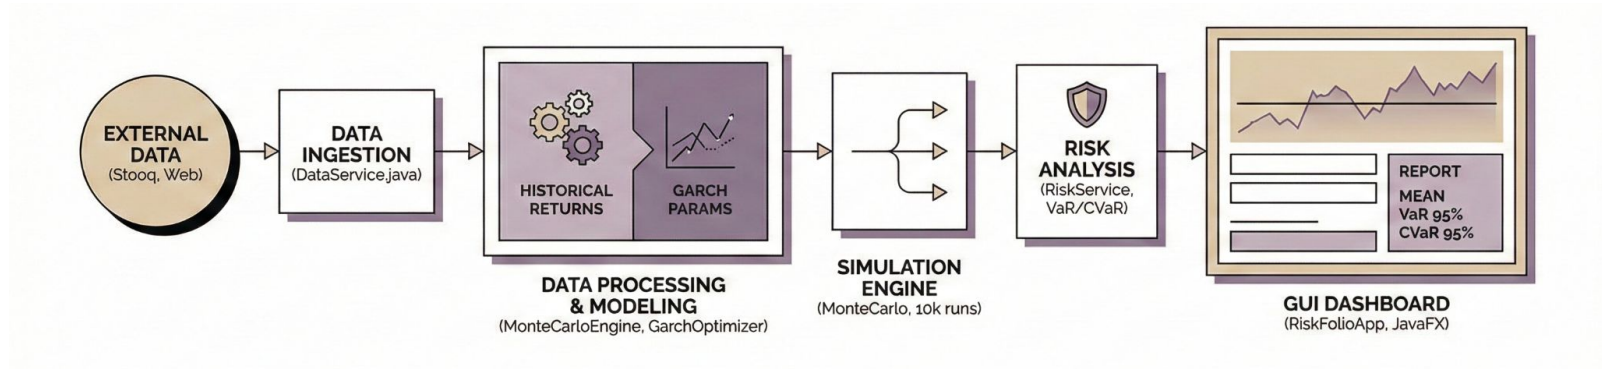 EXTERNAL
DATA
(Stooq, Web)
DATA
INGESTION
(DataService.java)
HISTORICAL
RETURNS
GARCH
PARAMS
DATA PROCESSING
& MODELING
(MonteCarloEngine, GarchOptimizer)
SIMULATION
ENGINE
(MonteCarlo, 10k runs)
RISK
ANALYSIS
(RiskService,
VaR/CVaR)
REPORT
MEAN
VaR 95%
CVaR 95%
GUI DASHBOARD
(RiskFolioApp, JavaFX)